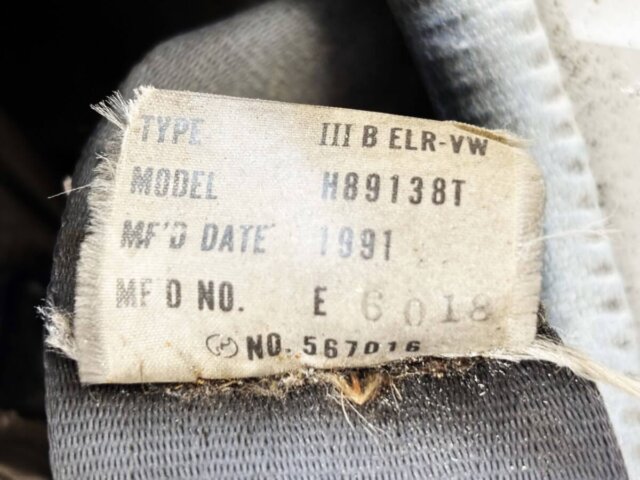 TYPE III B ELR-VW
MODEL H89138T
MF'D DATE 1991
MF D NO. E 6018
NO. 567016